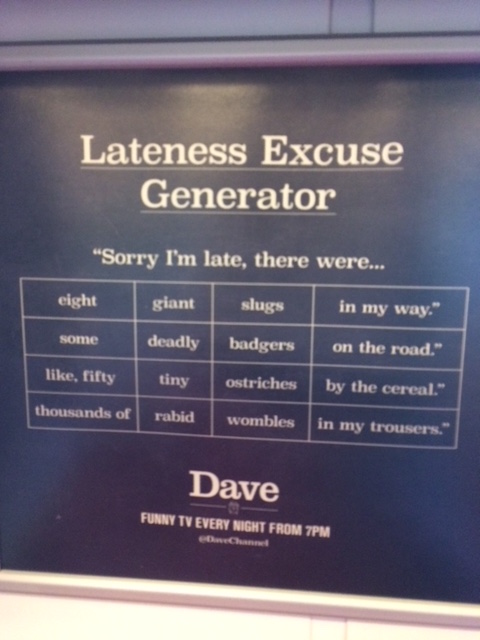 Lateness Excuse
Generator
“Sorry I'm late, there were...
eight giant slugs in my way.”
some deadly badgers on the road.”
like, fifty tiny ostriches by the cereal.”
thousands of rabid wombles in my trousers.”
Dave
FUNNY TV EVERY NIGHT FROM 7PM
@DaveChannel